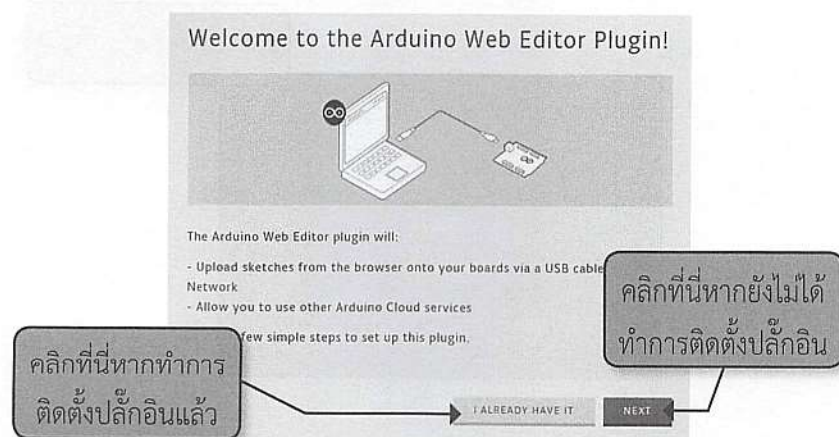 Welcome to the Arduino Web Editor Plugin!
The Arduino Web Editor plugin will:
- Upload sketches from the browser onto your boards via a USB cable
Network
- Allow you to use other Arduino Cloud services
few simple steps to set up this plugin.
คลิกที่นี่หากยังไม่ได้
ทำการติดตั้งปลั๊กอิน
คลิกที่นี่หากทำการ
ติดตั้งปลั๊กอินแล้ว
I ALREADY HAVE IT
NEXT